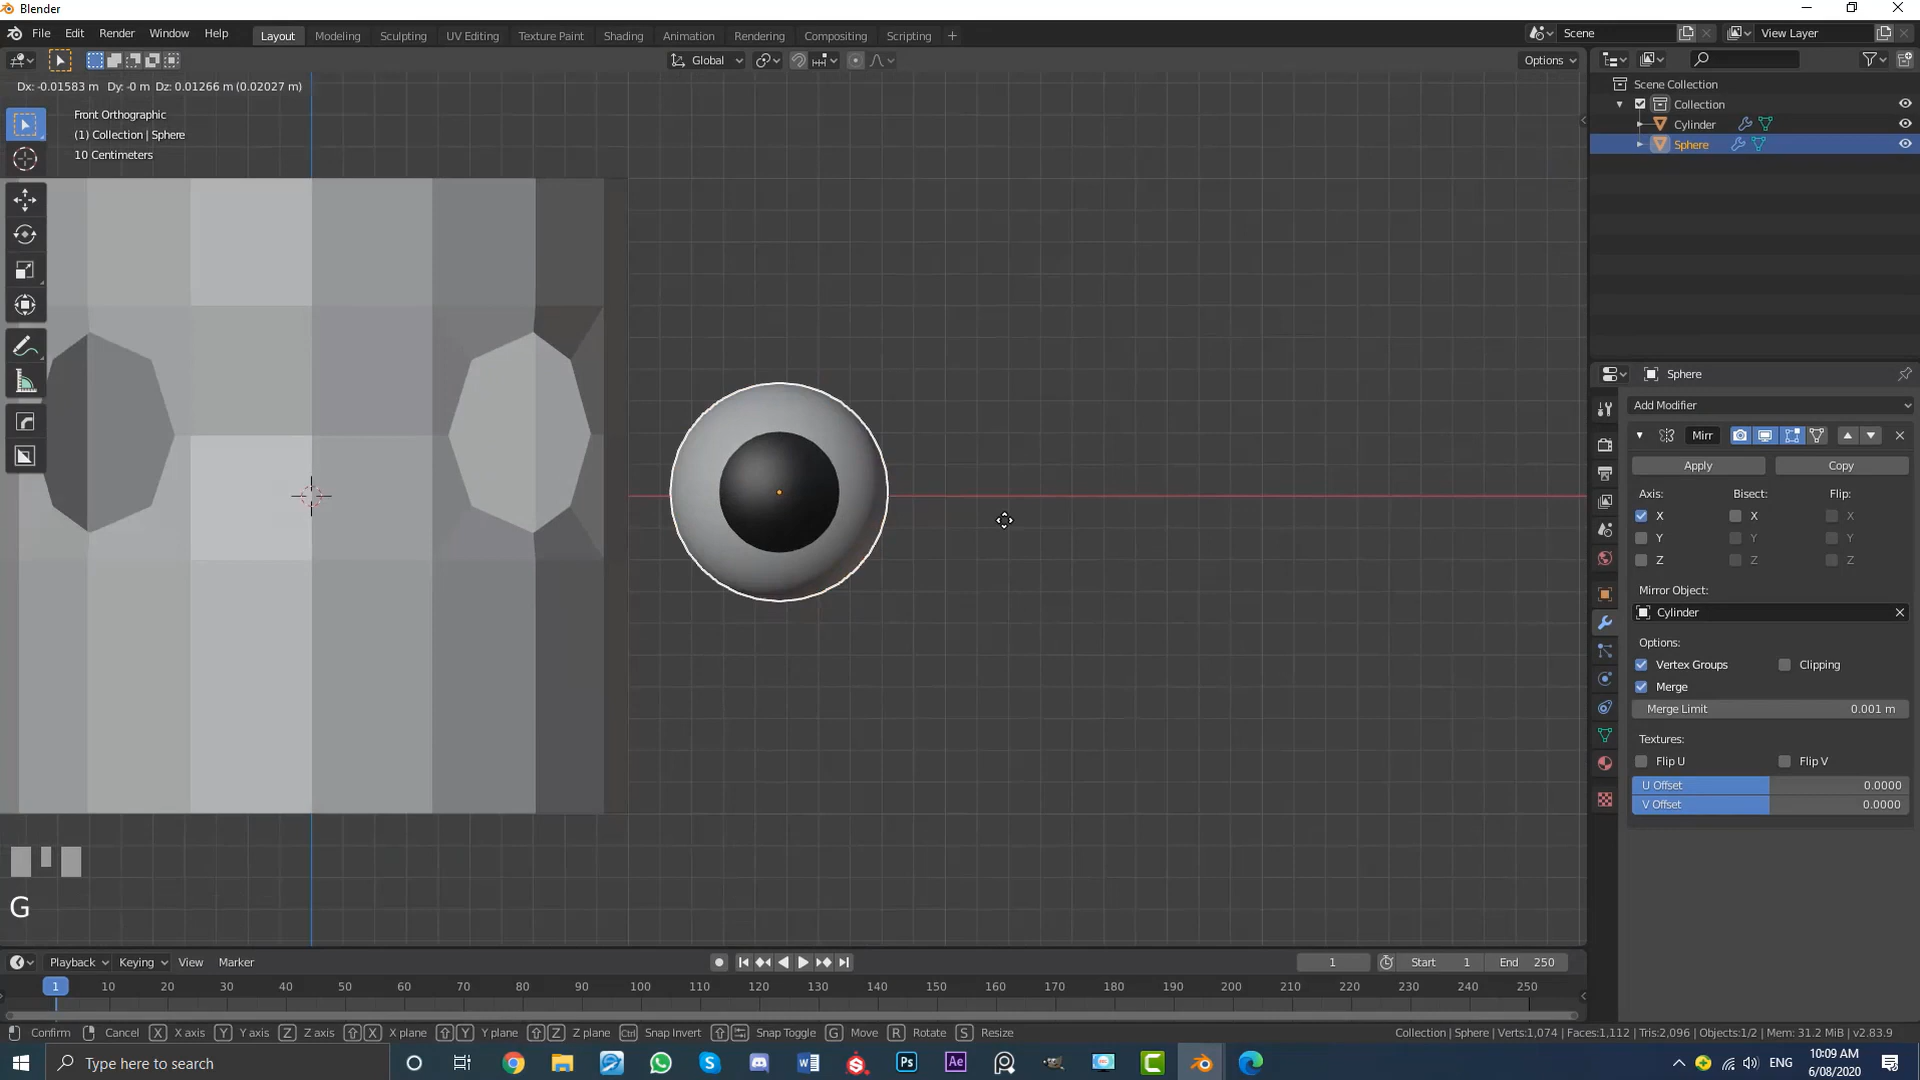 Blender
File Edit Render Window Help Layout Modeling Sculpting UV Editing Texture Paint Shading Animation Rendering Compositing Scripting + Scene View Layer
Global Options
Dx: -0.01583 m Dy: -0 m Dz: 0.01266 m (0.02027 m)
Front Orthographic
(1) Collection | Sphere
10 Centimeters
Scene Collection
Collection
Cylinder
Sphere
Sphere
Add Modifier
Mirr
Apply Copy
Axis: Bisect: Flip:
X X X
Y Y Y
Z Z Z
Mirror Object:
Cylinder
Options:
Vertex Groups Clipping
Merge
Merge Limit 0.001 m
Textures:
Flip U Flip V
U Offset 0.0000
V Offset 0.0000
G
Playback Keying View Marker 1 Start 1 End 250
1 10 20 30 40 50 60 70 80 90 100 110 120 130 140 150 160 170 180 190 200 210 220 230 240 250
Confirm Cancel X X axis Y Y axis Z Z axis X X plane Y Y plane Z Z plane Ctrl Snap Invert Snap Toggle G Move R Rotate S Resize Collection | Sphere | Verts:1,074 | Faces:1,112 | Tris:2,096 | Objects:1/2 | Mem: 31.2 MiB | v2.83.9
Type here to search Ps Ae ENG 10:09 AM
6/08/2020